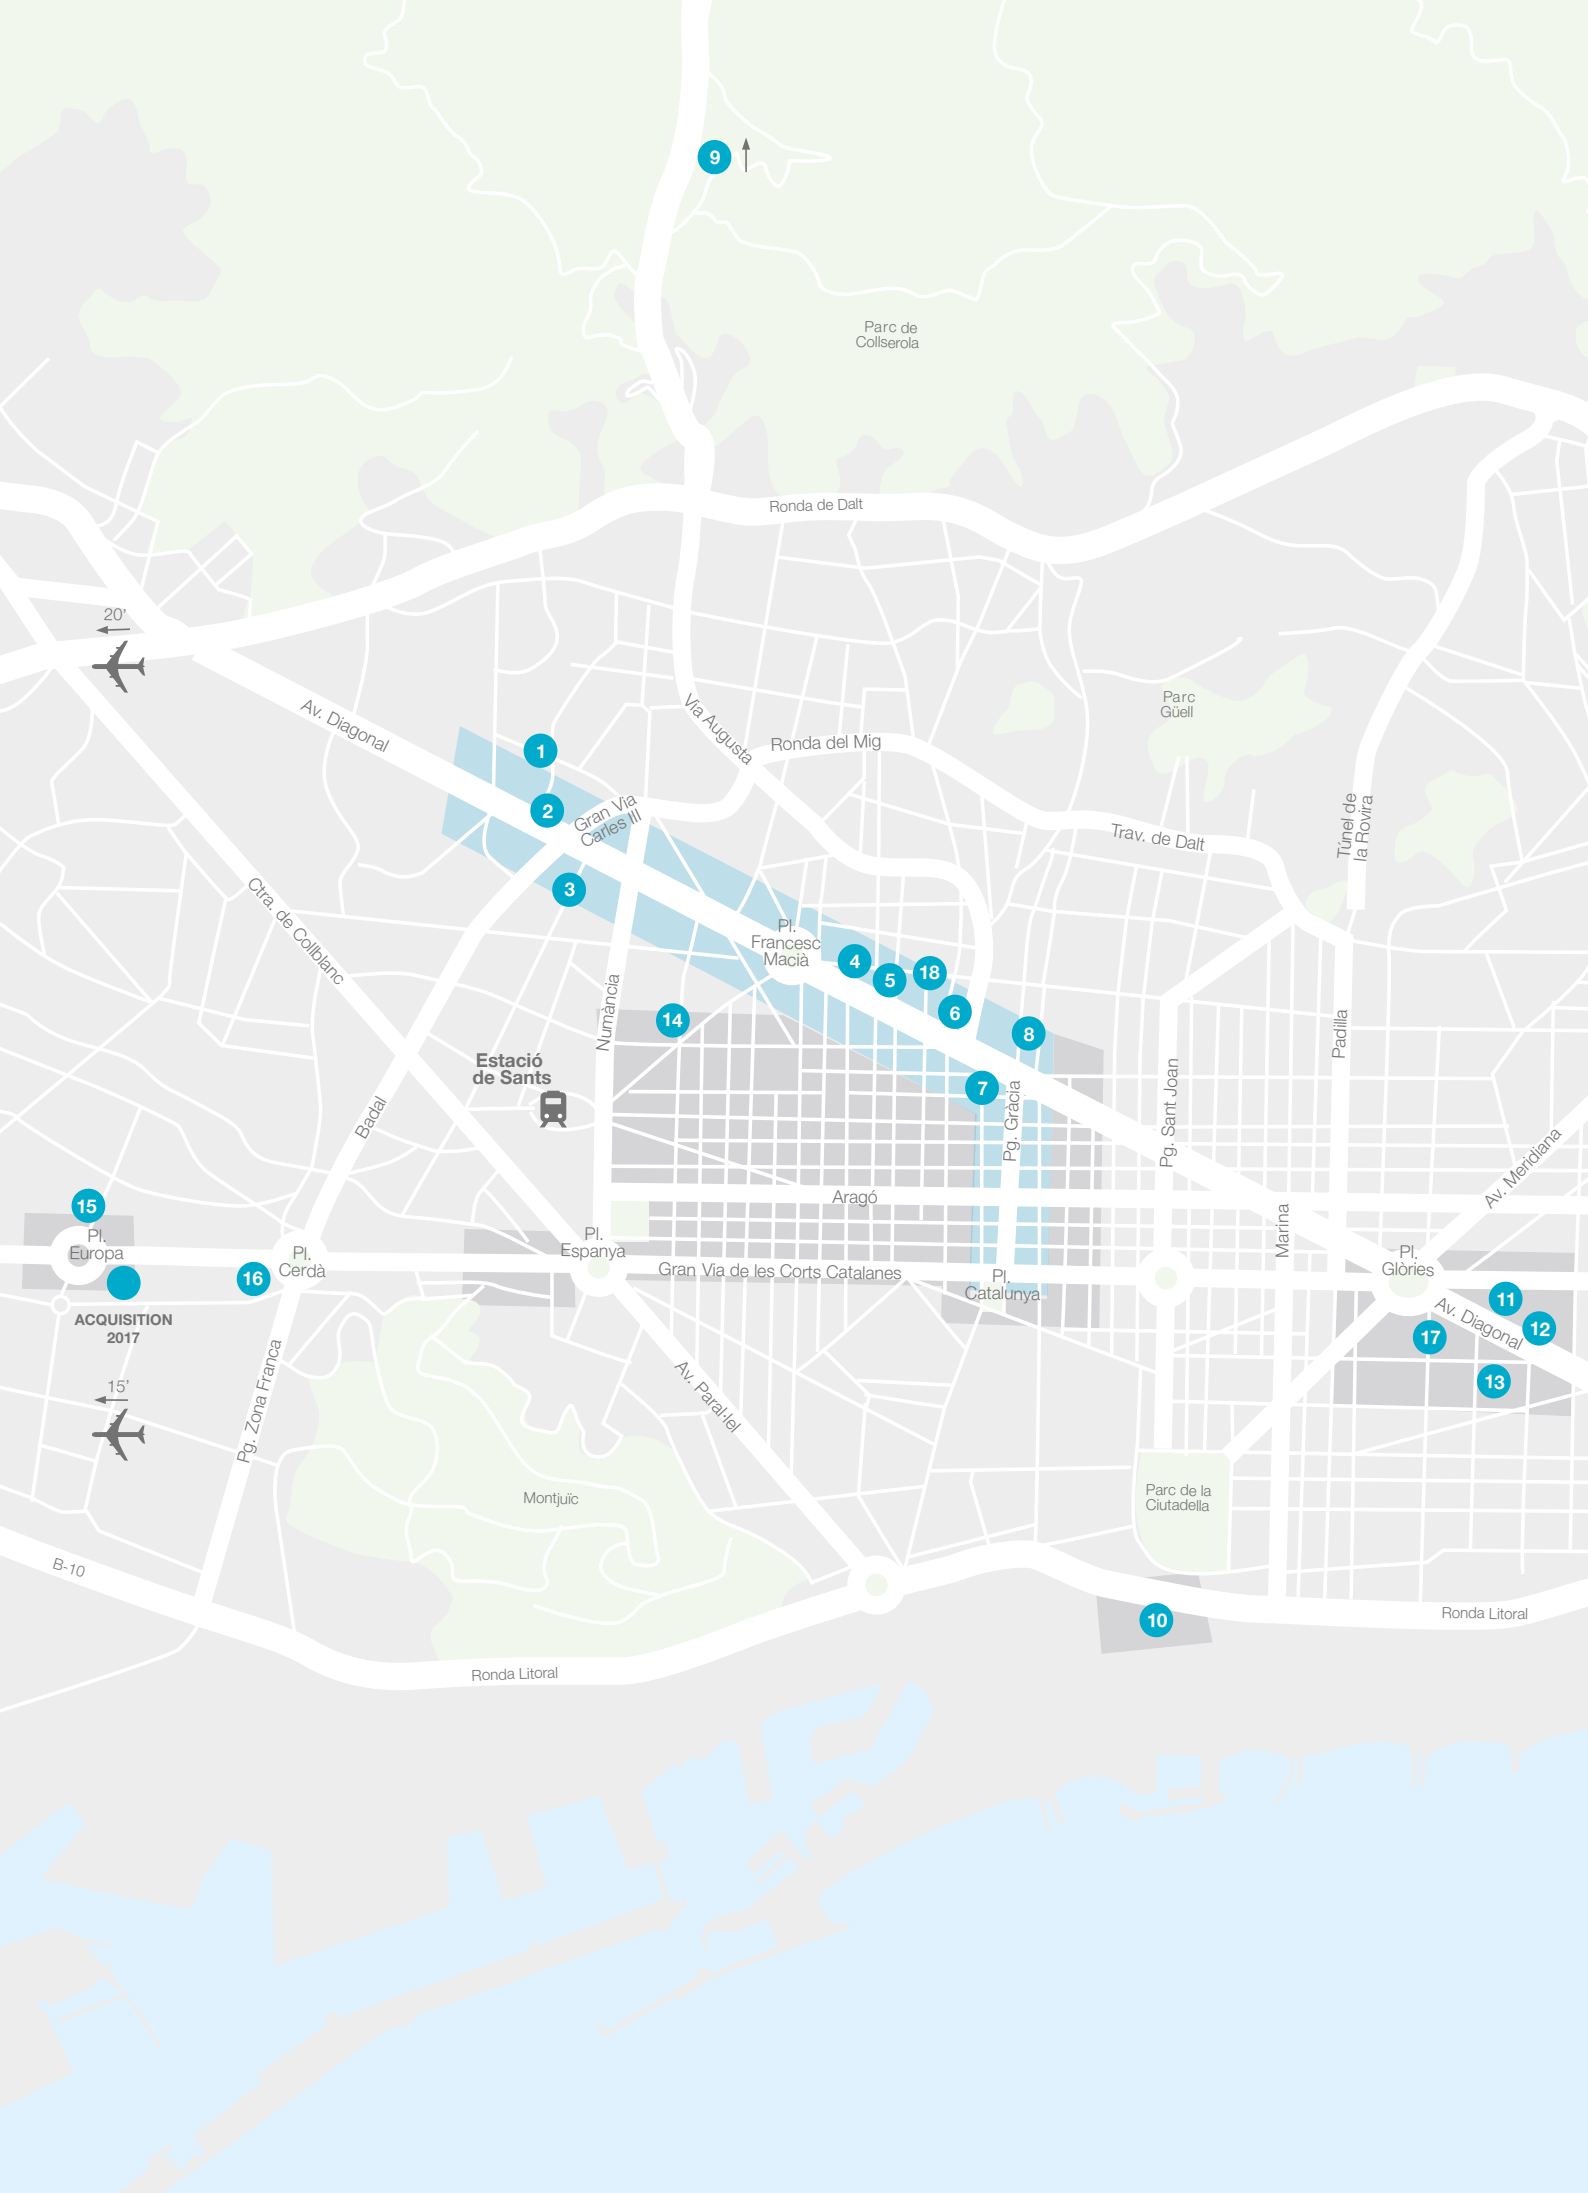 9
Parc de
Collserola
Ronda de Dalt
20’
Av. Diagonal
Via Augusta
Parc
Güell
Ronda del Mig
1
2
Gran Via
Carles III
3
Trav. de Dalt
Túnel de
la Rovira
Ctra. de Collblanc
Pl.
Francesc
Macià
4
5
18
6
8
7
14
Numància
Estació
de Sants
Badal
Pg. Gràcia
Pg. Sant Joan
Padilla
Av. Meridiana
15
Pl.
Europa
Aragó
Marina
Pl.
Espanya
Pl.
Cerdà
16
Gran Via de les Corts Catalanes
Pl.
Catalunya
Pl.
Glòries
11
12
Av. Diagonal
17
13
ACQUISITION
2017
15’
Pg. Zona Franca
Av. Paral·lel
Montjuïc
Parc de la
Ciutadella
B-10
10
Ronda Litoral
Ronda Litoral